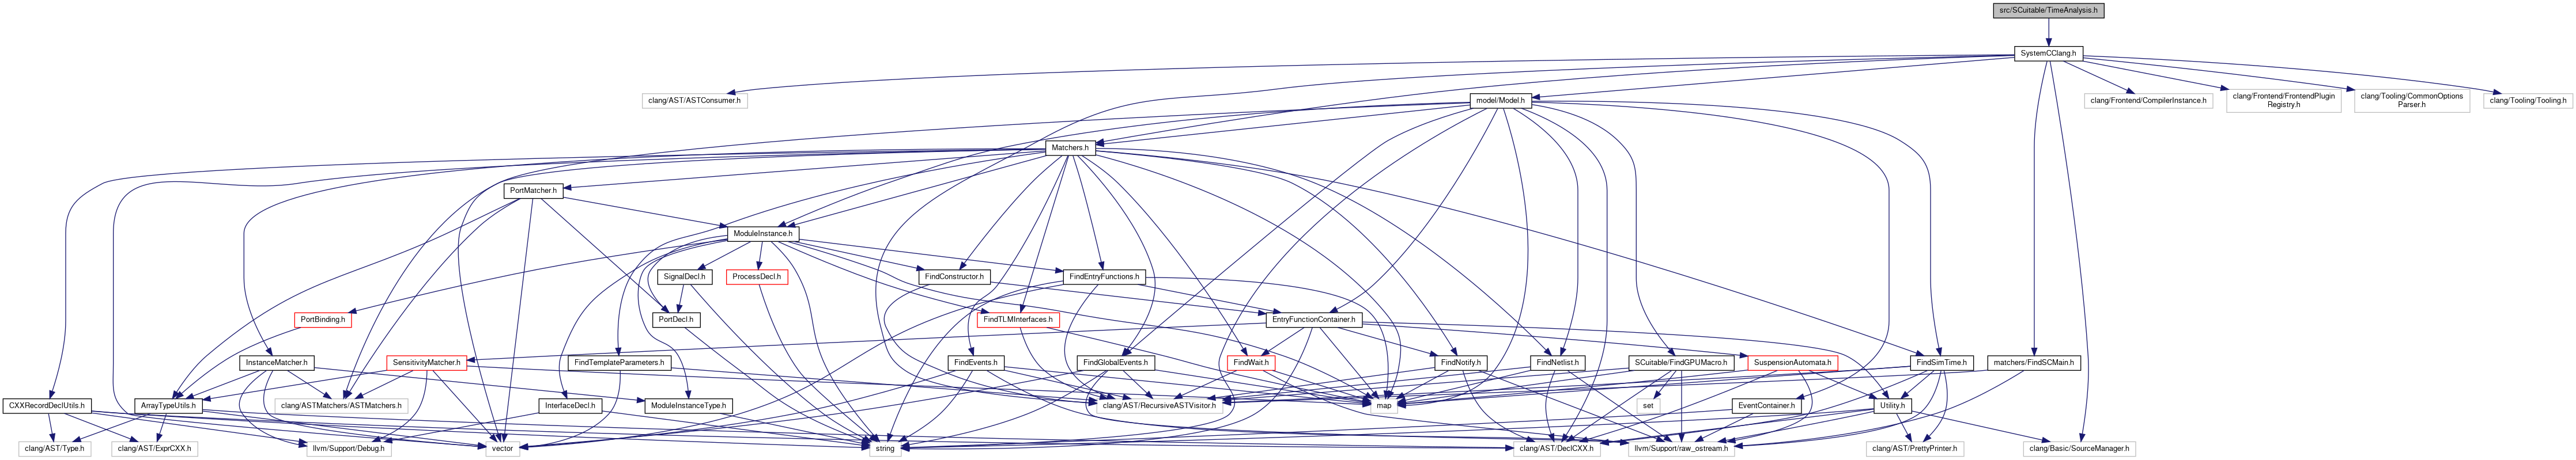 src/SCuitable/TimeAnalysis.h
SystemCClang.h
clang/AST/ASTConsumer.h
model/Model.h
clang/Frontend/CompilerInstance.h
clang/Frontend/FrontendPlugin
Registry.h
clang/Tooling/CommonOptions
Parser.h
clang/Tooling/Tooling.h
Matchers.h
PortMatcher.h
ModuleInstance.h
SignalDecl.h
ProcessDecl.h
FindConstructor.h
FindEntryFunctions.h
PortBinding.h
PortDecl.h
FindTLMInterfaces.h
EntryFunctionContainer.h
InstanceMatcher.h
SensitivityMatcher.h
FindTemplateParameters.h
FindEvents.h
FindGlobalEvents.h
FindWait.h
FindNotify.h
FindNetlist.h
SCuitable/FindGPUMacro.h
SuspensionAutomata.h
FindSimTime.h
matchers/FindSCMain.h
CXXRecordDeclUtils.h
ArrayTypeUtils.h
clang/ASTMatchers/ASTMatchers.h
InterfaceDecl.h
ModuleInstanceType.h
clang/AST/RecursiveASTVisitor.h
map
set
EventContainer.h
Utility.h
clang/AST/Type.h
clang/AST/ExprCXX.h
llvm/Support/Debug.h
vector
string
clang/AST/DeclCXX.h
llvm/Support/raw_ostream.h
clang/AST/PrettyPrinter.h
clang/Basic/SourceManager.h